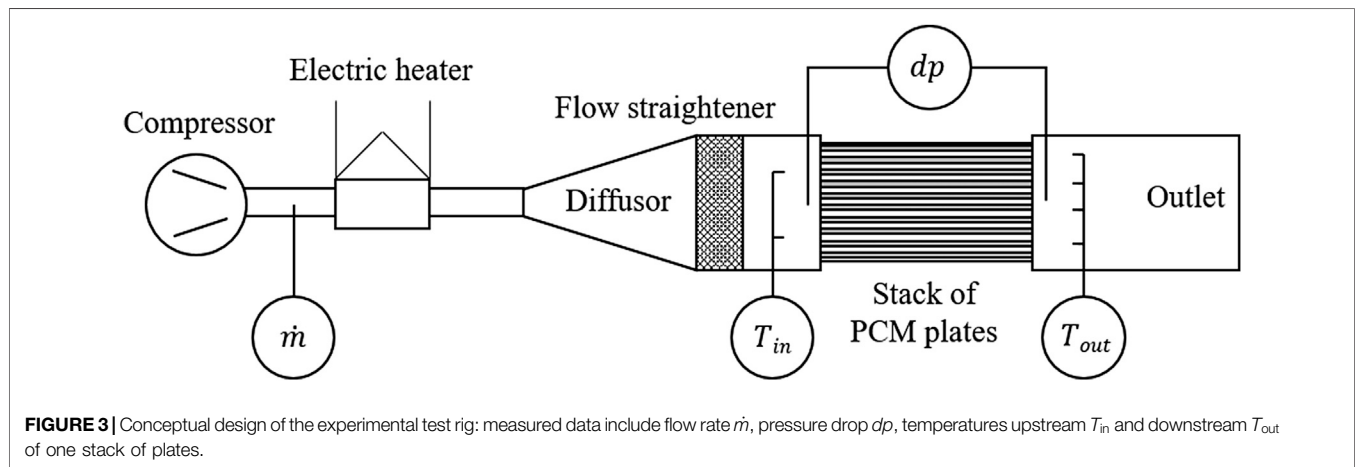 Electric heater
Compressor
Flow straightener
dp
Diffusor
Outlet
ṁ
T_in
Stack of
PCM plates
T_out
FIGURE 3 | Conceptual design of the experimental test rig: measured data include flow rate ṁ, pressure drop dp, temperatures upstream T_in and downstream T_out
of one stack of plates.